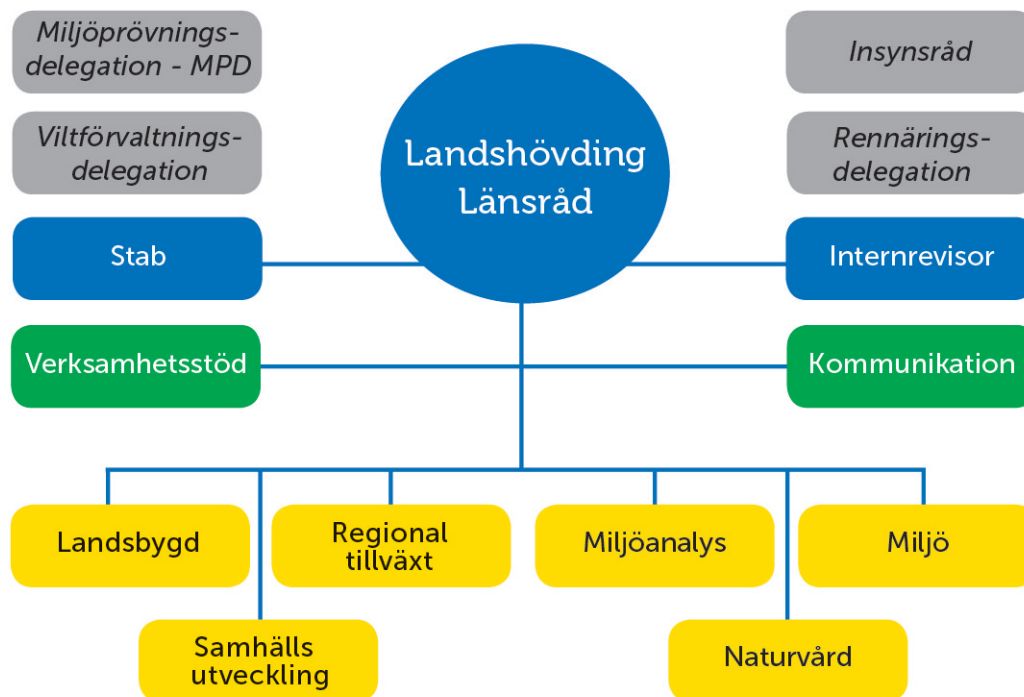 Miljöprövnings-
delegation - MPD
Insynsråd
Landshövding
Länsråd
Viltförvaltnings-
delegation
Rennärings-
delegation
Stab
Internrevisor
Verksamhetsstöd
Kommunikation
Landsbygd
Regional
tillväxt
Miljöanalys
Miljö
Samhälls
utveckling
Naturvård